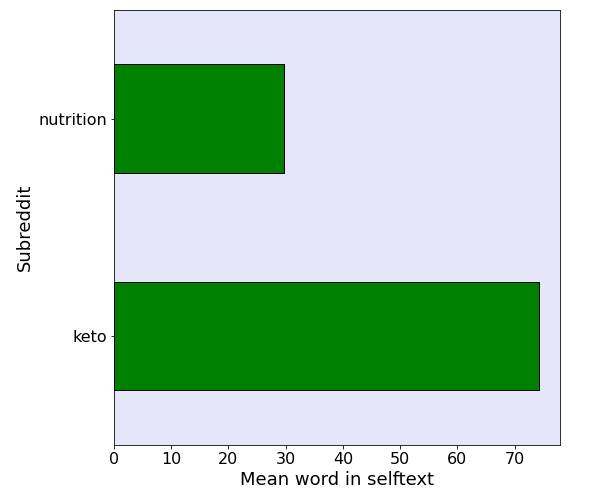 nutrition
Subreddit
keto
0 10 20 30 40 50 60 70
Mean word in selftext